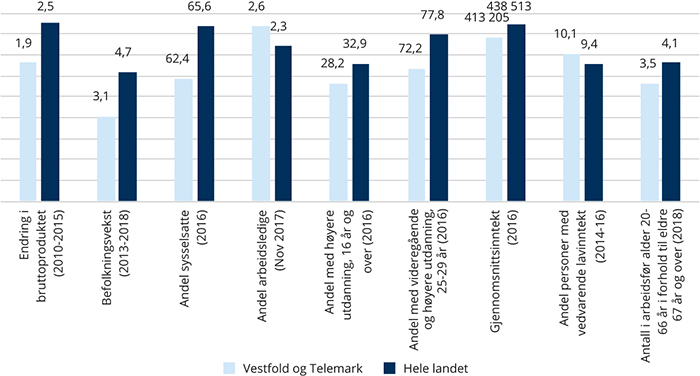 2,5
1,9
4,7
3,1
65,6
62,4
2,6
2,3
32,9
28,2
77,8
72,2
438 513
413 205
10,1
9,4
4,1
3,5
Endring i
bruttoproduktet
(2010-2015)
Befolkningsvekst
(2013-2018)
Andel sysselsatte
(2016)
Andel arbeidsledige
(Nov 2017)
Andel med høyere
utdanning, 16 år og
over (2016)
Andel med videregående
og høyere utdanning,
25-29 år (2016)
Gjennomsnittsinntekt
(2016)
Andel personer med
vedvarende lavinntekt
(2014-16)
Antall i arbeidsfør alder 20-
66 år i forhold til eldre
67 år og over (2018)
Vestfold og Telemark
Hele landet